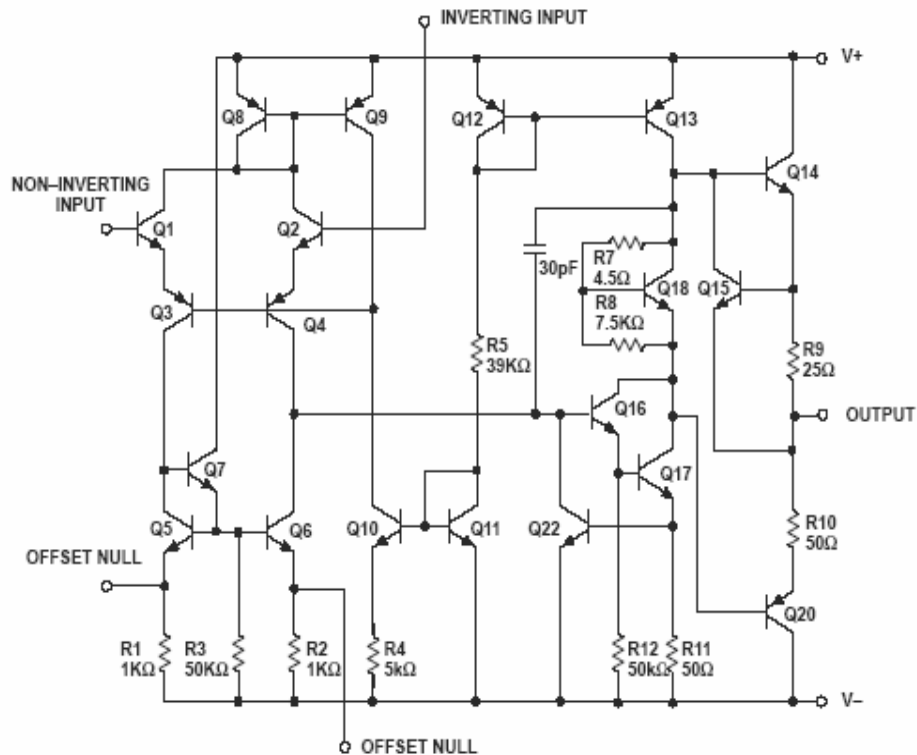 INVERTING INPUT
V+
Q8
Q9
Q12
Q13
Q14
NON–INVERTING
INPUT
Q1
Q2
30pF
R7
4.5Ω
Q18
Q15
R8
7.5KΩ
Q3
Q4
R5
39KΩ
R9
25Ω
Q16
OUTPUT
Q7
Q17
Q5
Q6
Q10
Q11
Q22
R10
50Ω
OFFSET NULL
Q20
R1
1KΩ
R3
50KΩ
R2
1KΩ
R4
5kΩ
R12
50kΩ
R11
50Ω
V–
OFFSET NULL